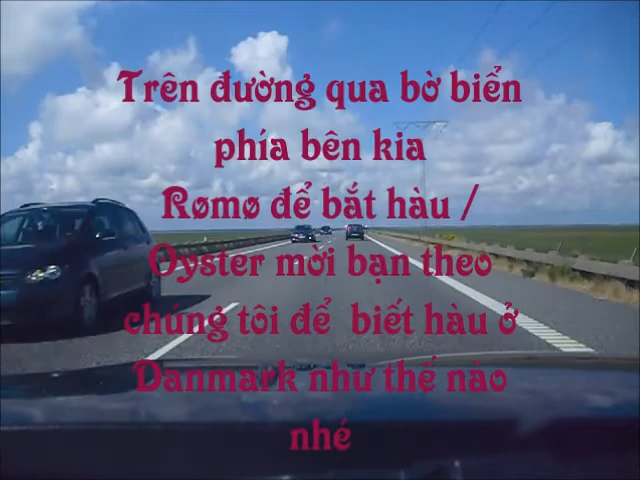 Trên đường qua bờ biển
phía bên kia
Rømø để bắt hàu /
Oyster mời bạn theo
chúng tôi để biết hàu ở
Danmark như thế nào
nhé